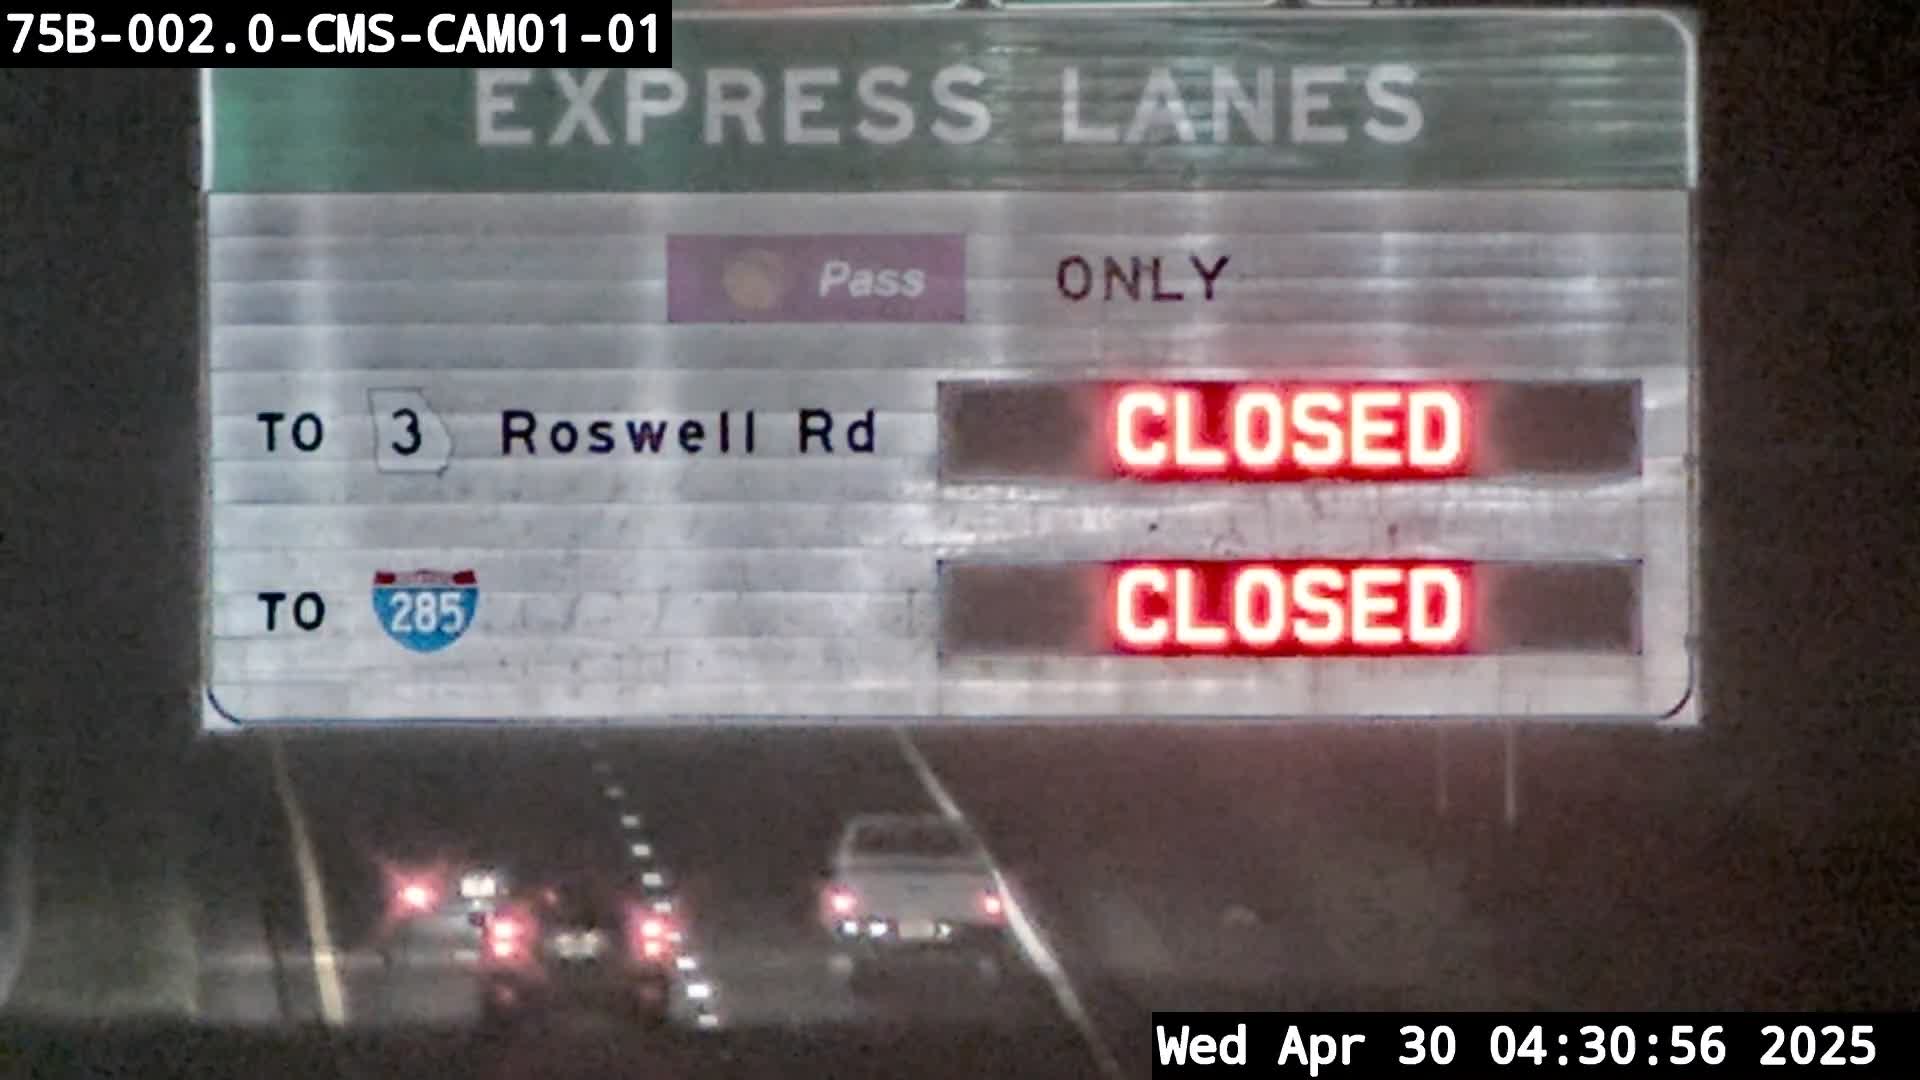 75B-002.0-CMS-CAM01-01
EXPRESS LANES
Pass ONLY
TO 3 Roswell Rd CLOSED
TO 285 CLOSED
Wed Apr 30 04:30:56 2025